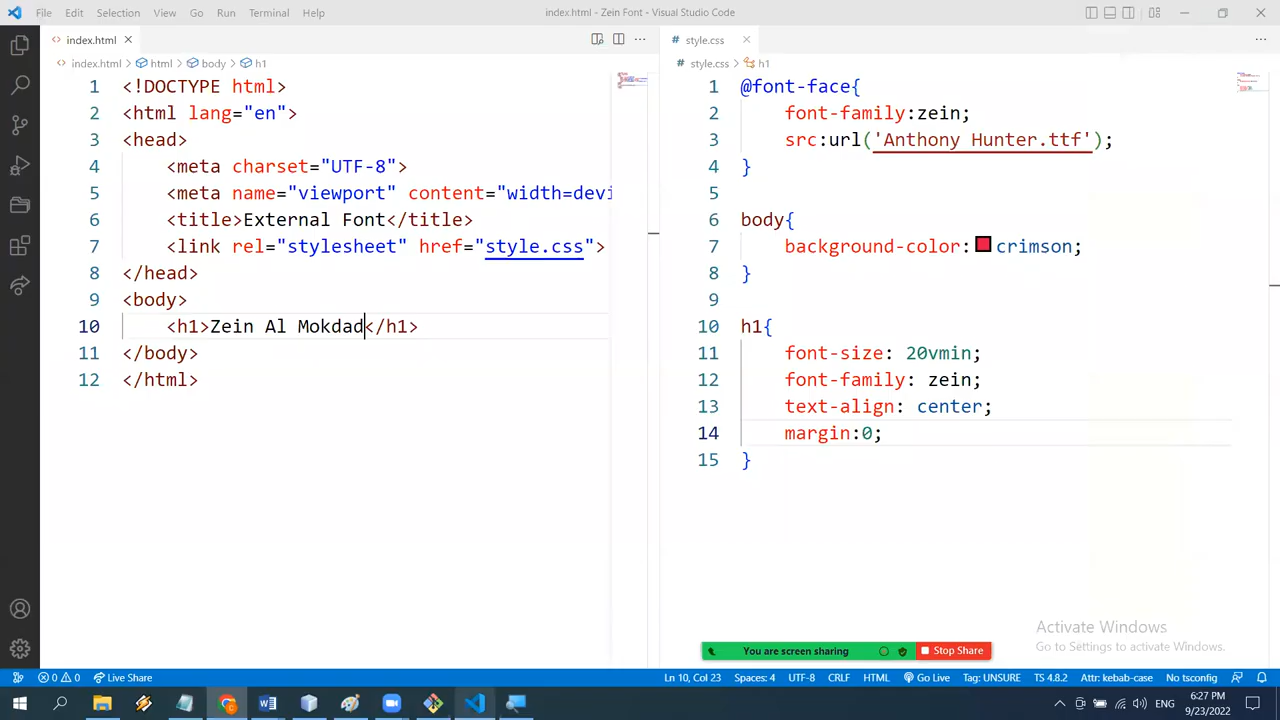 File Edit Selection View Go Run Terminal Help index.html - Zein Font - Visual Studio Code
index.html
index.html > html > body > h1
1 <!DOCTYPE html>
2 <html lang="en">
3 <head>
4 <meta charset="UTF-8">
5 <meta name="viewport" content="width=devi
6 <title>External Font</title>
7 <link rel="stylesheet" href="style.css">
8 </head>
9 <body>
10 <h1>Zein Al Mokdad</h1>
11 </body>
12 </html>
style.css
style.css > h1
1 @font-face{
2 font-family:zein;
3 src:url('Anthony Hunter.ttf');
4 }
5
6 body{
7 background-color: crimson;
8 }
9
10 h1{
11 font-size: 20vmin;
12 font-family: zein;
13 text-align: center;
14 margin:0;
15 }
Activate Windows
Go to Settings to activate Windows.
You are screen sharing Stop Share
0 0 Live Share Ln 10, Col 23 Spaces: 4 UTF-8 CRLF HTML Go Live Tag: UNSURE TS 4.8.2 Attr: kebab-case No tsconfig
ENG 6:27 PM
9/23/2022